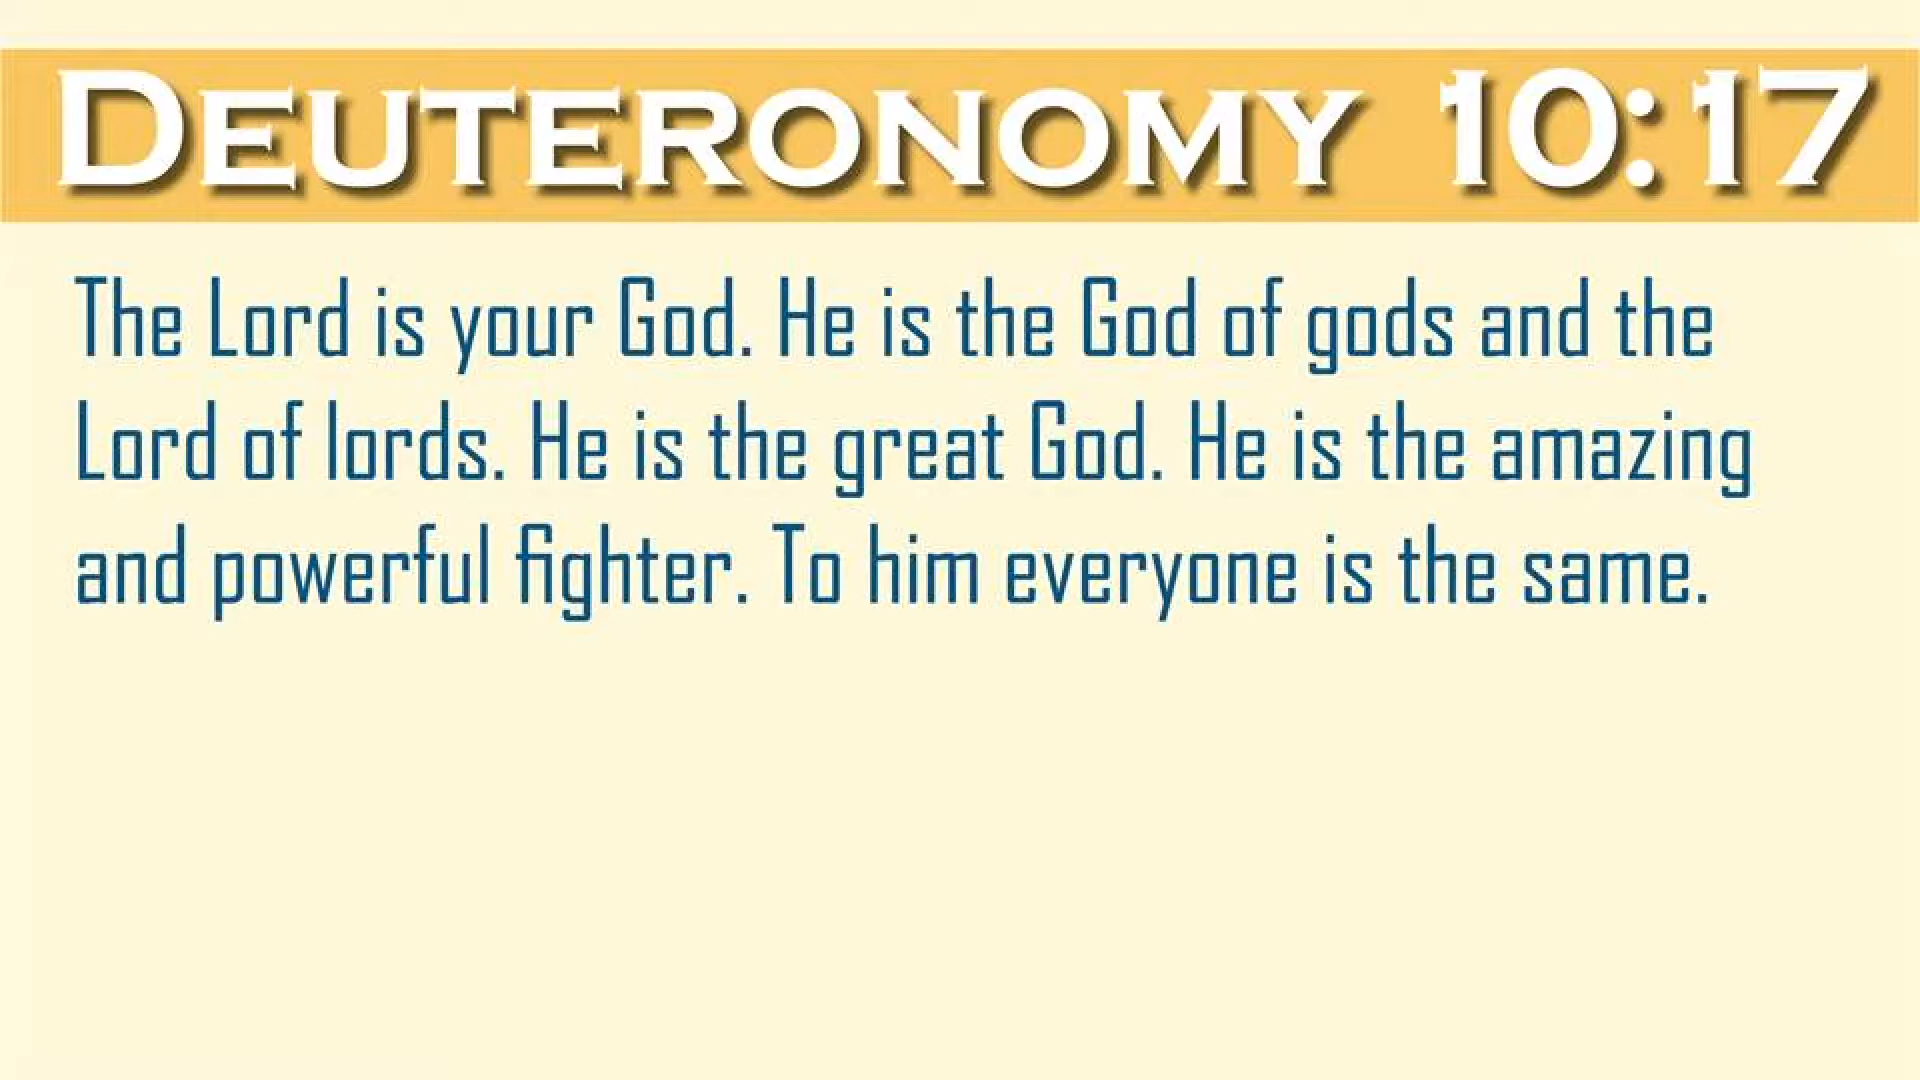 DEUTERONOMY 10:17
The Lord is your God. He is the God of gods and the
Lord of lords. He is the great God. He is the amazing
and powerful fighter. To him everyone is the same.